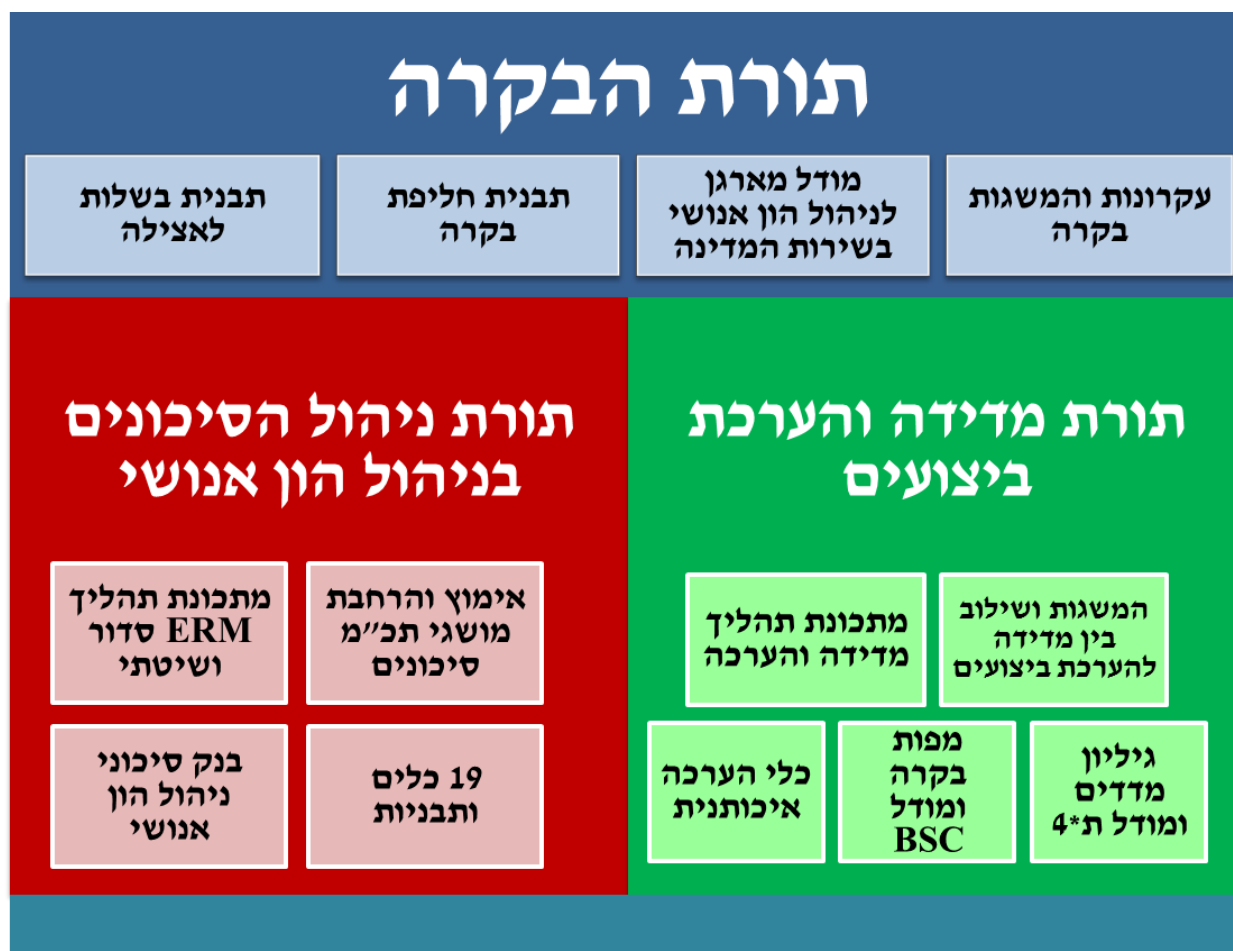 תורת הבקרה
עקרונות והמשגות
בקרה
מודל מארגן
לניהול הון אנושי
בשירות המדינה
תבנית חליפת
בקרה
תבנית בשלות
לאצילה
תורת מדידה והערכת
ביצועים
המשגות ושילוב
בין מדידה
להערכת ביצועים
מתכונת תהליך
מדידה והערכה
גיליון
מדדים
ומודל ת*4
מפות
בקרה
ומודל
BSC
כלי הערכה
איכותנית
תורת ניהול הסיכונים
בניהול הון אנושי
אימוץ והרחבת
מושגי תכ״מ
סיכונים
מתכונת תהליך
ERM סדור
ושיטתי
19 כלים
ותבניות
בנק סיכוני
ניהול הון
אנושי